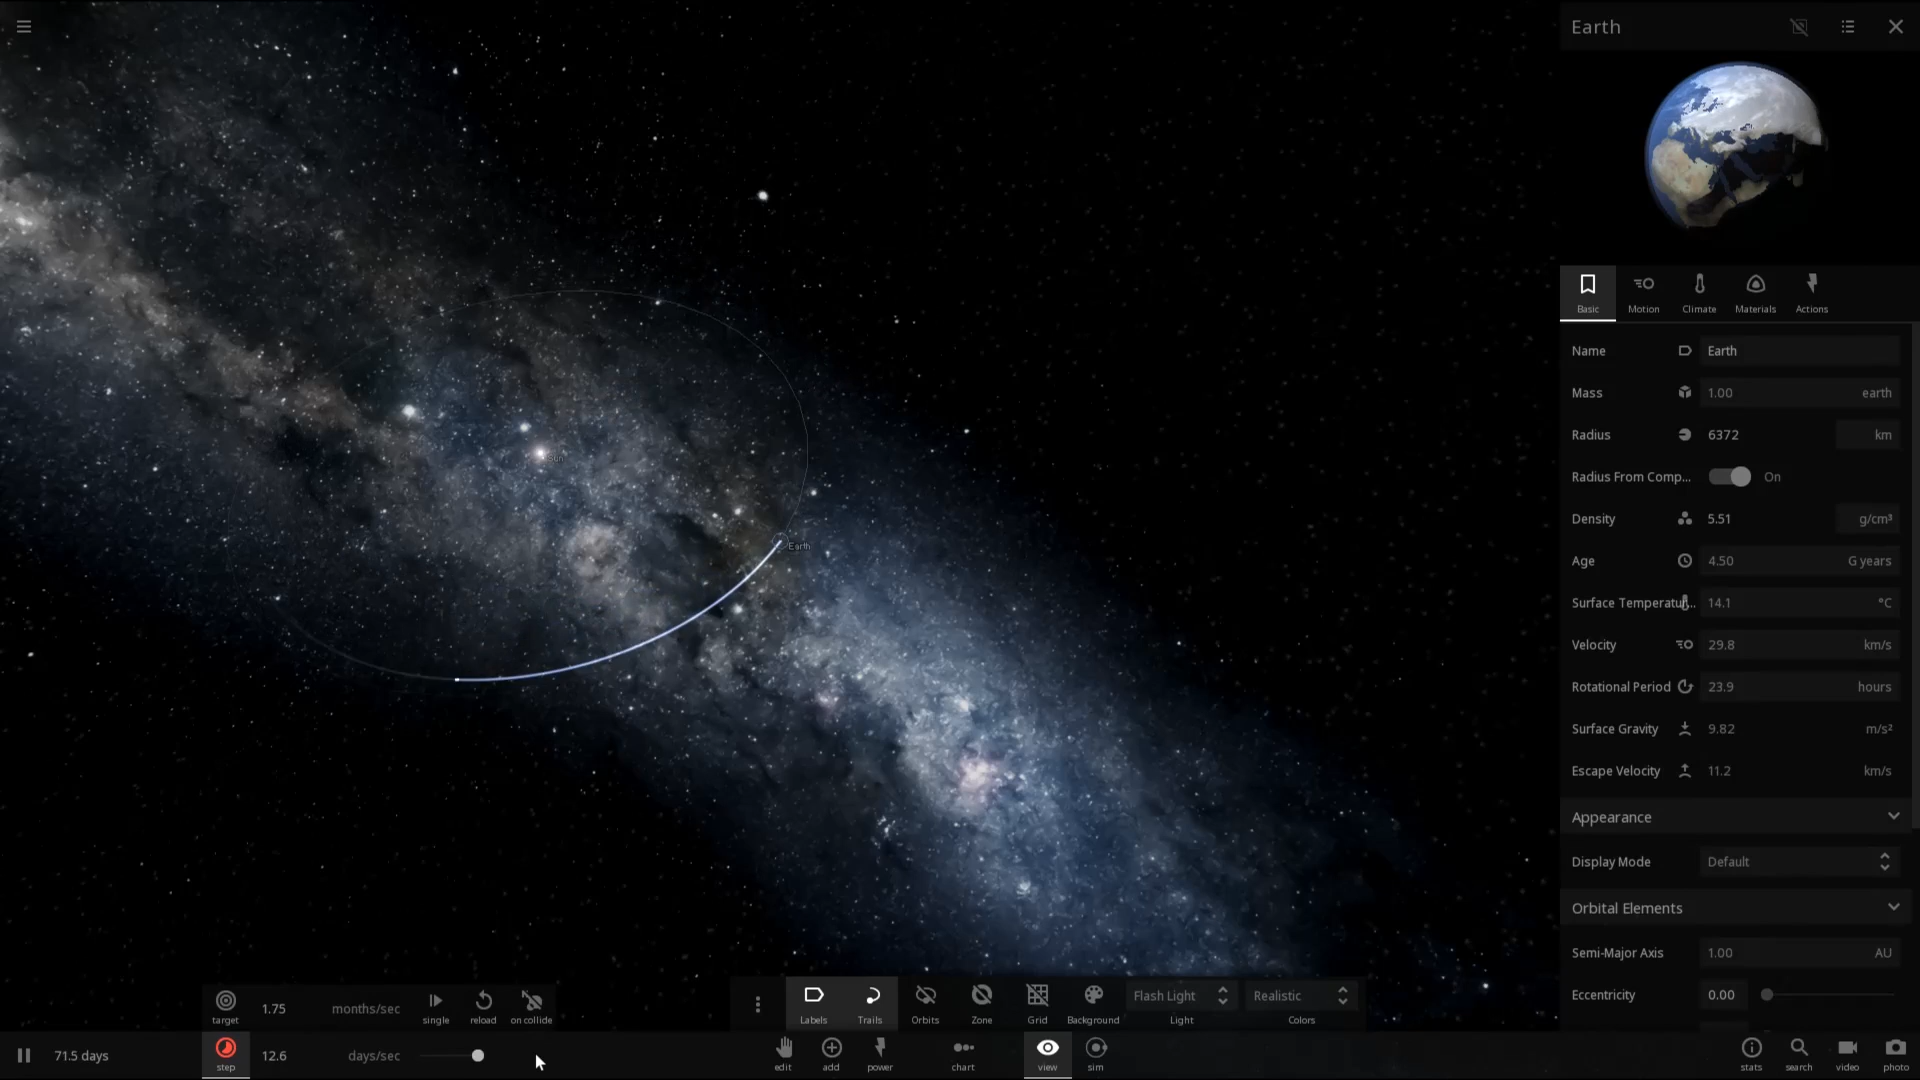 Earth
Basic
Motion
Climate
Materials
Actions
Name Earth
Mass 1.00 earth
Radius 6372 km
Radius From Comp... On
Density 5.51 g/cm³
Age 4.50 G years
Surface Temperatur... 14.1 °C
Velocity 29.8 km/s
Rotational Period 23.9 hours
Surface Gravity 9.82 m/s²
Escape Velocity 11.2 km/s
Appearance
Display Mode Default
Orbital Elements
Semi-Major Axis 1.00 AU
Eccentricity 0.00
Sun
Earth
target
1.75 months/sec
single
reload
on collide
Labels
Trails
Orbits
Zone
Grid
Background
Flash Light
Light
Realistic
Colors
71.5 days
step
12.6 days/sec
edit
add
power
chart
view
sim
stats
search
video
photo